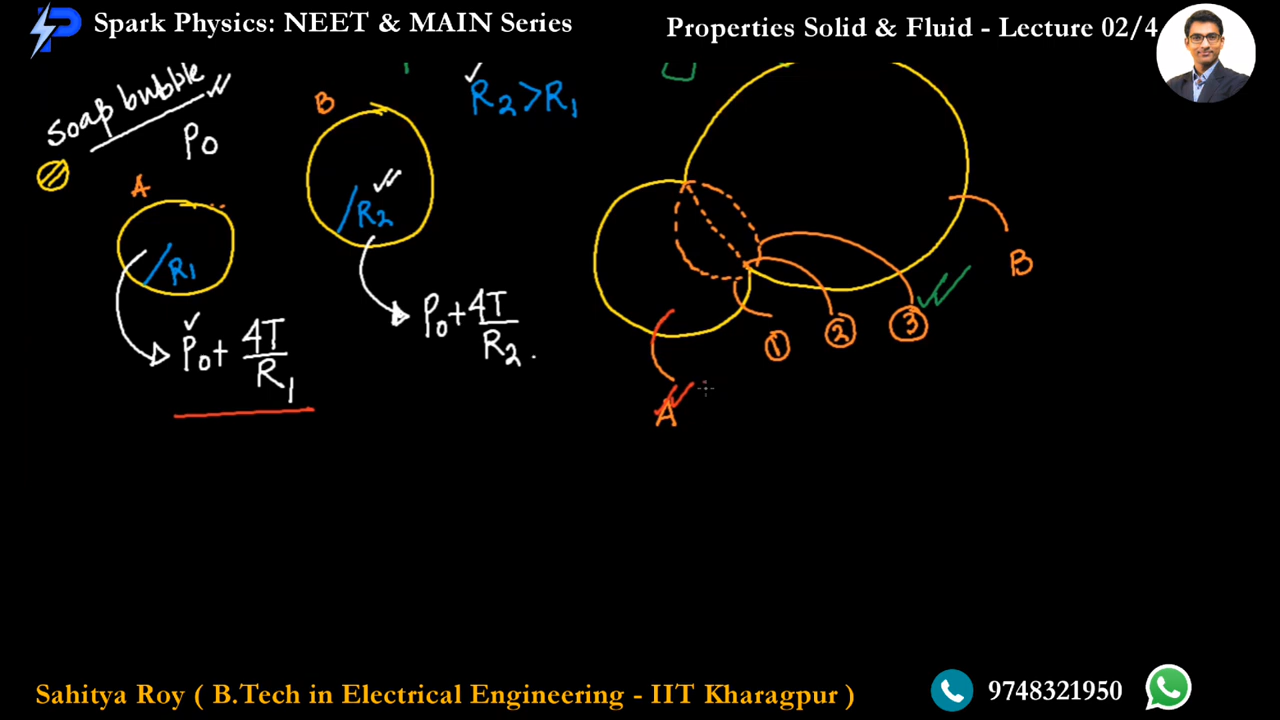 Spark Physics: NEET & MAIN Series
Properties Solid & Fluid - Lecture 02/4
Soap bubble
P0
A
R1
P0 + 4T/R1
B
R2
P0 + 4T/R2 .
R2 > R1
B
①
②
③
A
Sahitya Roy ( B.Tech in Electrical Engineering - IIT Kharagpur )
9748321950